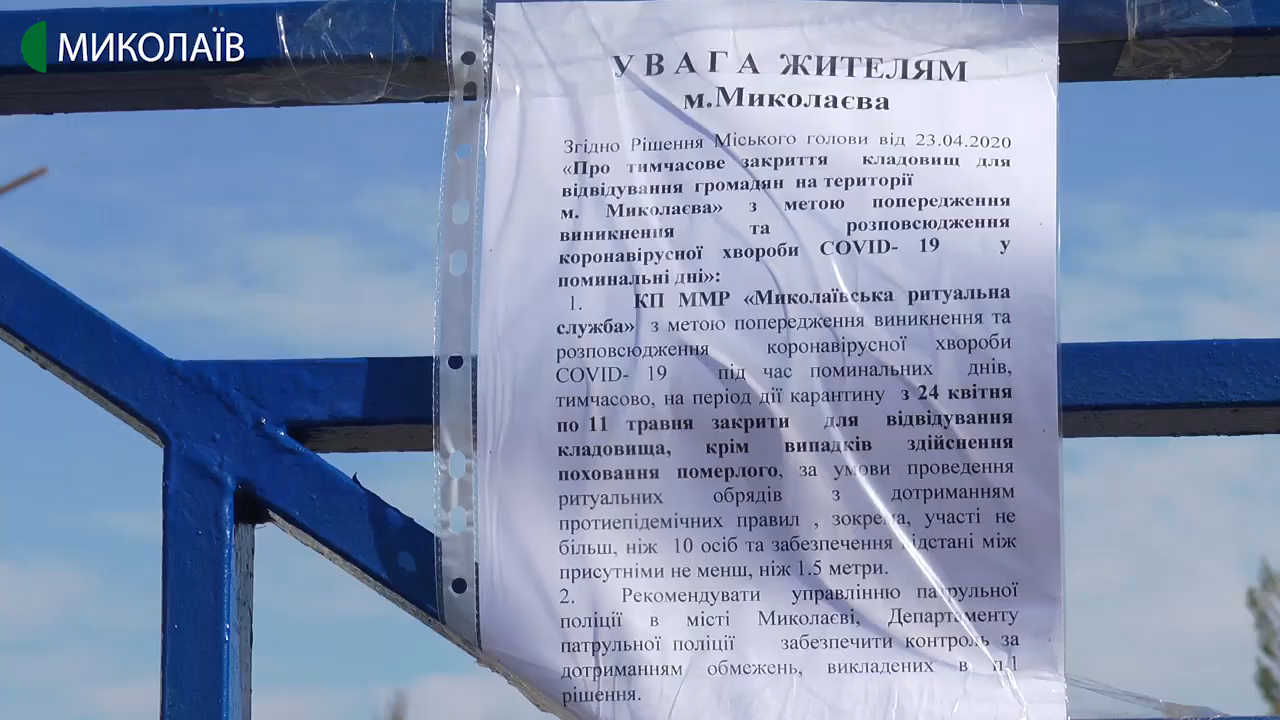 МИКОЛАЇВ
УВАГА ЖИТЕЛЯМ
м.Миколаєва
Згідно Рішення Міського голови від 23.04.2020
«Про тимчасове закриття кладовищ для
відвідування громадян на території
м. Миколаєва» з метою попередження
виникнення та розповсюдження
коронавірусної хвороби COVID- 19 у
поминальні дні»:
1. КП ММР «Миколаївська ритуальна
служба» з метою попередження виникнення та
розповсюдження коронавірусної хвороби
COVID- 19 під час поминальних днів,
тимчасово, на період дії карантину з 24 квітня
по 11 травня закрити для відвідування
кладовища, крім випадків здійснення
поховання померлого, за умови проведення
ритуальних обрядів з дотриманням
протиепідемічних правил , зокрема, участі не
більш, ніж 10 осіб та забезпечення відстані між
присутніми не менш, ніж 1.5 метри.
2. Рекомендувати управлінню патрульної
поліції в місті Миколаєві, Департаменту
патрульної поліції забезпечити контроль за
дотриманням обмежень, викладених в п.1
рішення.